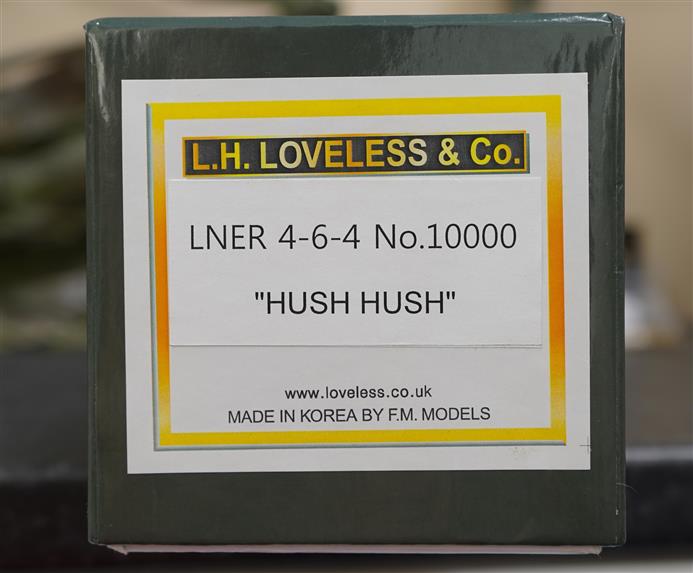 L.H. LOVELESS & Co.
LNER 4-6-4 No.10000
"HUSH HUSH"
www.loveless.co.uk
MADE IN KOREA BY F.M. MODELS